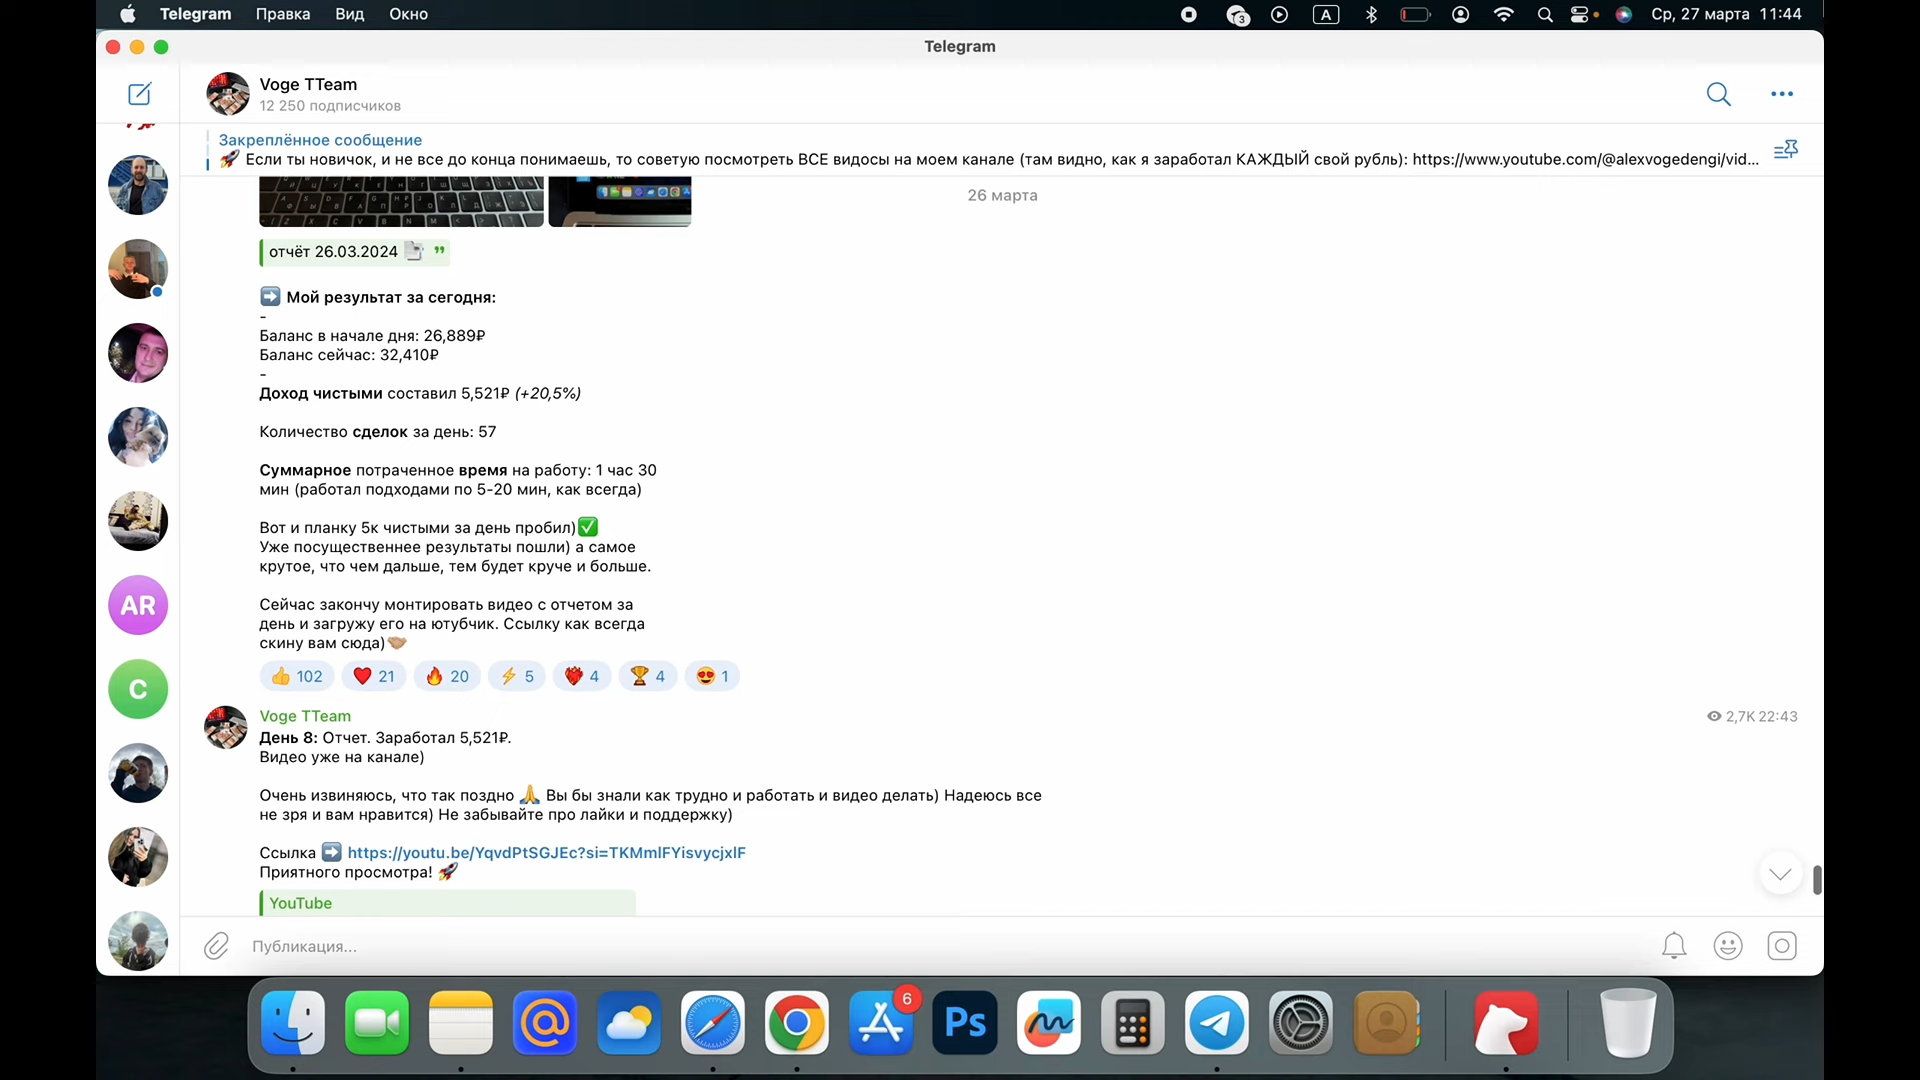 Telegram Правка Вид Окно
3 A Ср, 27 марта 11:44
Telegram
Voge TTeam
12 250 подписчиков
Закреплённое сообщение
🚀 Если ты новичок, и не все до конца понимаешь, то советую посмотреть ВСЕ видосы на моем канале (там видно, как я заработал КАЖДЫЙ свой рубль): https://www.youtube.com/@alexvogedengi/vid...
26 марта
отчёт 26.03.2024
➡️ Мой результат за сегодня:
-
Баланс в начале дня: 26,889₽
Баланс сейчас: 32,410₽
-
Доход чистыми составил 5,521₽ (+20,5%)
Количество сделок за день: 57
Суммарное потраченное время на работу: 1 час 30
мин (работал подходами по 5-20 мин, как всегда)
Вот и планку 5к чистыми за день пробил)✅
Уже посущественнее результаты пошли) а самое
крутое, что чем дальше, тем будет круче и больше.
Сейчас закончу монтировать видео с отчетом за
день и загружу его на ютубчик. Ссылку как всегда
скину вам сюда)🤝
👍 102 ❤️ 21 🔥 20 ⚡ 5 ❤️‍🔥 4 🏆 4 😍 1
Voge TTeam
2,7K 22:43
День 8: Отчет. Заработал 5,521₽.
Видео уже на канале)
Очень извиняюсь, что так поздно 🙏 Вы бы знали как трудно и работать и видео делать) Надеюсь все
не зря и вам нравится) Не забывайте про лайки и поддержку)
Ссылка ➡️ https://youtu.be/YqvdPtSGJEc?si=TKMmlFYisvycjxlF
Приятного просмотра! 🚀
YouTube
AR
C
Публикация...
6
Ps